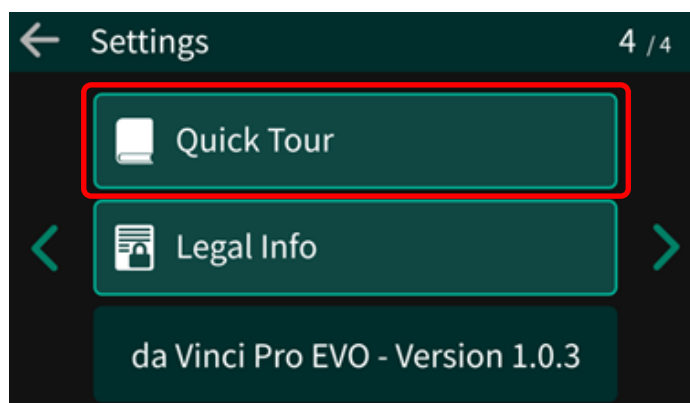 Settings 4 / 4
Quick Tour
Legal Info
da Vinci Pro EVO - Version 1.0.3